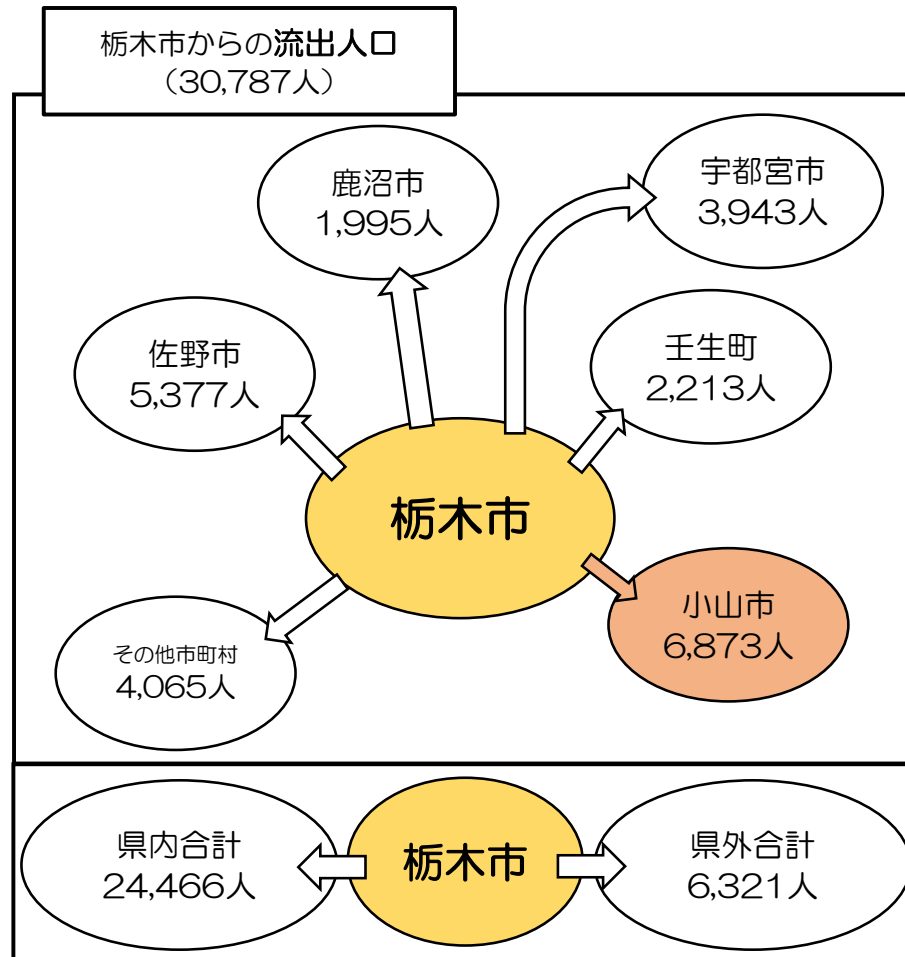 栃木市からの流出人口
（30,787人）
鹿沼市
1,995人
宇都宮市
3,943人
佐野市
5,377人
壬生町
2,213人
栃木市
小山市
6,873人
その他市町村
4,065人
県内合計
24,466人
栃木市
県外合計
6,321人